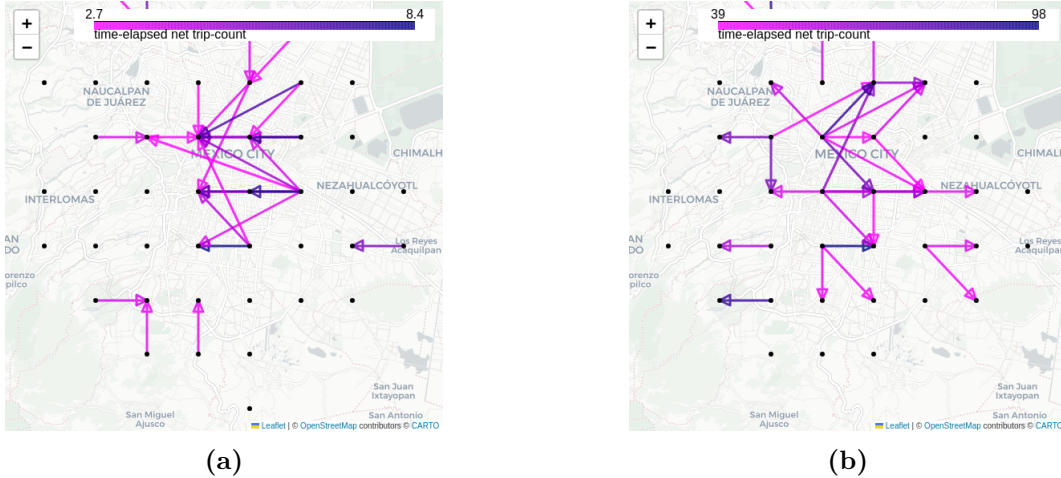 +
−
2.7 8.4
time-elapsed net trip-count
NAUCALPAN
DE JUÁREZ
MEXICO CITY
CHIMALH
NEZAHUALCÓYOTL
INTERLOMAS
AN
DO
Los Reyes
Acaquilpan
orenzo
opilco
San Juan
Ixtayopan
San Miguel
Ajusco
San Antonio
Leaflet | © OpenStreetMap contributors © CARTO
(a)
+
−
39 98
time-elapsed net trip-count
NAUCALPAN
DE JUÁREZ
MEXICO CITY
CHIMALH
NEZAHUALCÓYOTL
INTERLOMAS
AN
DO
Los Reyes
Acaquilpan
orenzo
opilco
San Juan
Ixtayopan
San Miguel
Ajusco
San Antonio
Leaflet | © OpenStreetMap contributors © CARTO
(b)